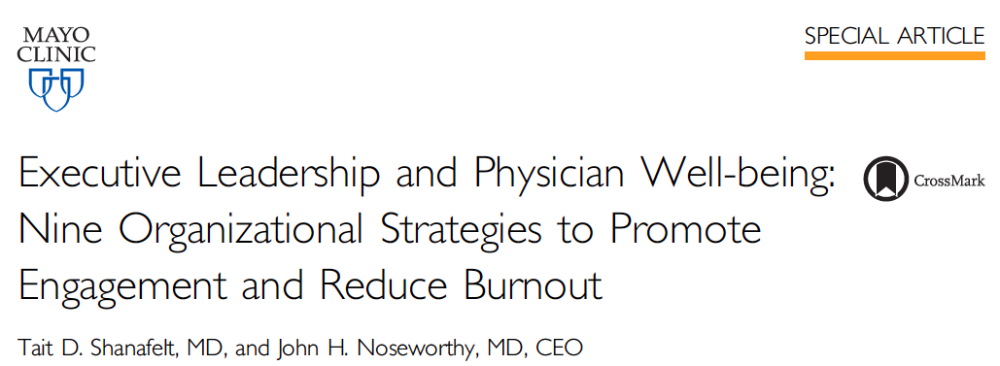 MAYO
CLINIC
SPECIAL ARTICLE
Executive Leadership and Physician Well-being:
Nine Organizational Strategies to Promote
Engagement and Reduce Burnout
CrossMark
Tait D. Shanafelt, MD, and John H. Noseworthy, MD, CEO